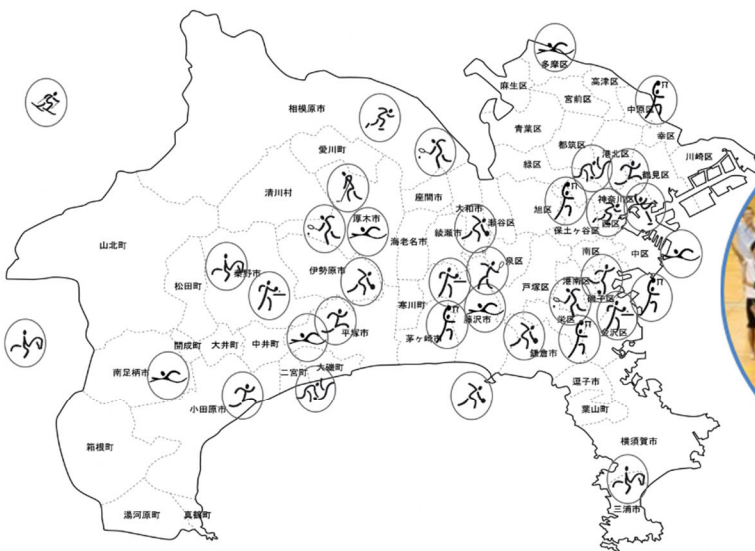 多摩区
麻生区
高津区
宮前区
中原区
幸区
相模原市
青葉区
川崎区
愛川町
都筑区
港北区
緑区
鶴見区
清川村
座間市
旭区
神奈川区
西区
大和市
瀬谷区
厚木市
保土ヶ谷区
綾瀬市
海老名市
山北町
泉区
南区
中区
伊勢原市
秦野市
松田町
戸塚区
港南区
磯子区
寒川町
藤沢市
栄区
金沢区
平塚市
茅ヶ崎市
開成町
大井町
中井町
鎌倉市
南足柄市
二宮町
大磯町
逗子市
小田原市
葉山町
横須賀市
箱根町
三浦市
湯河原町
真鶴町